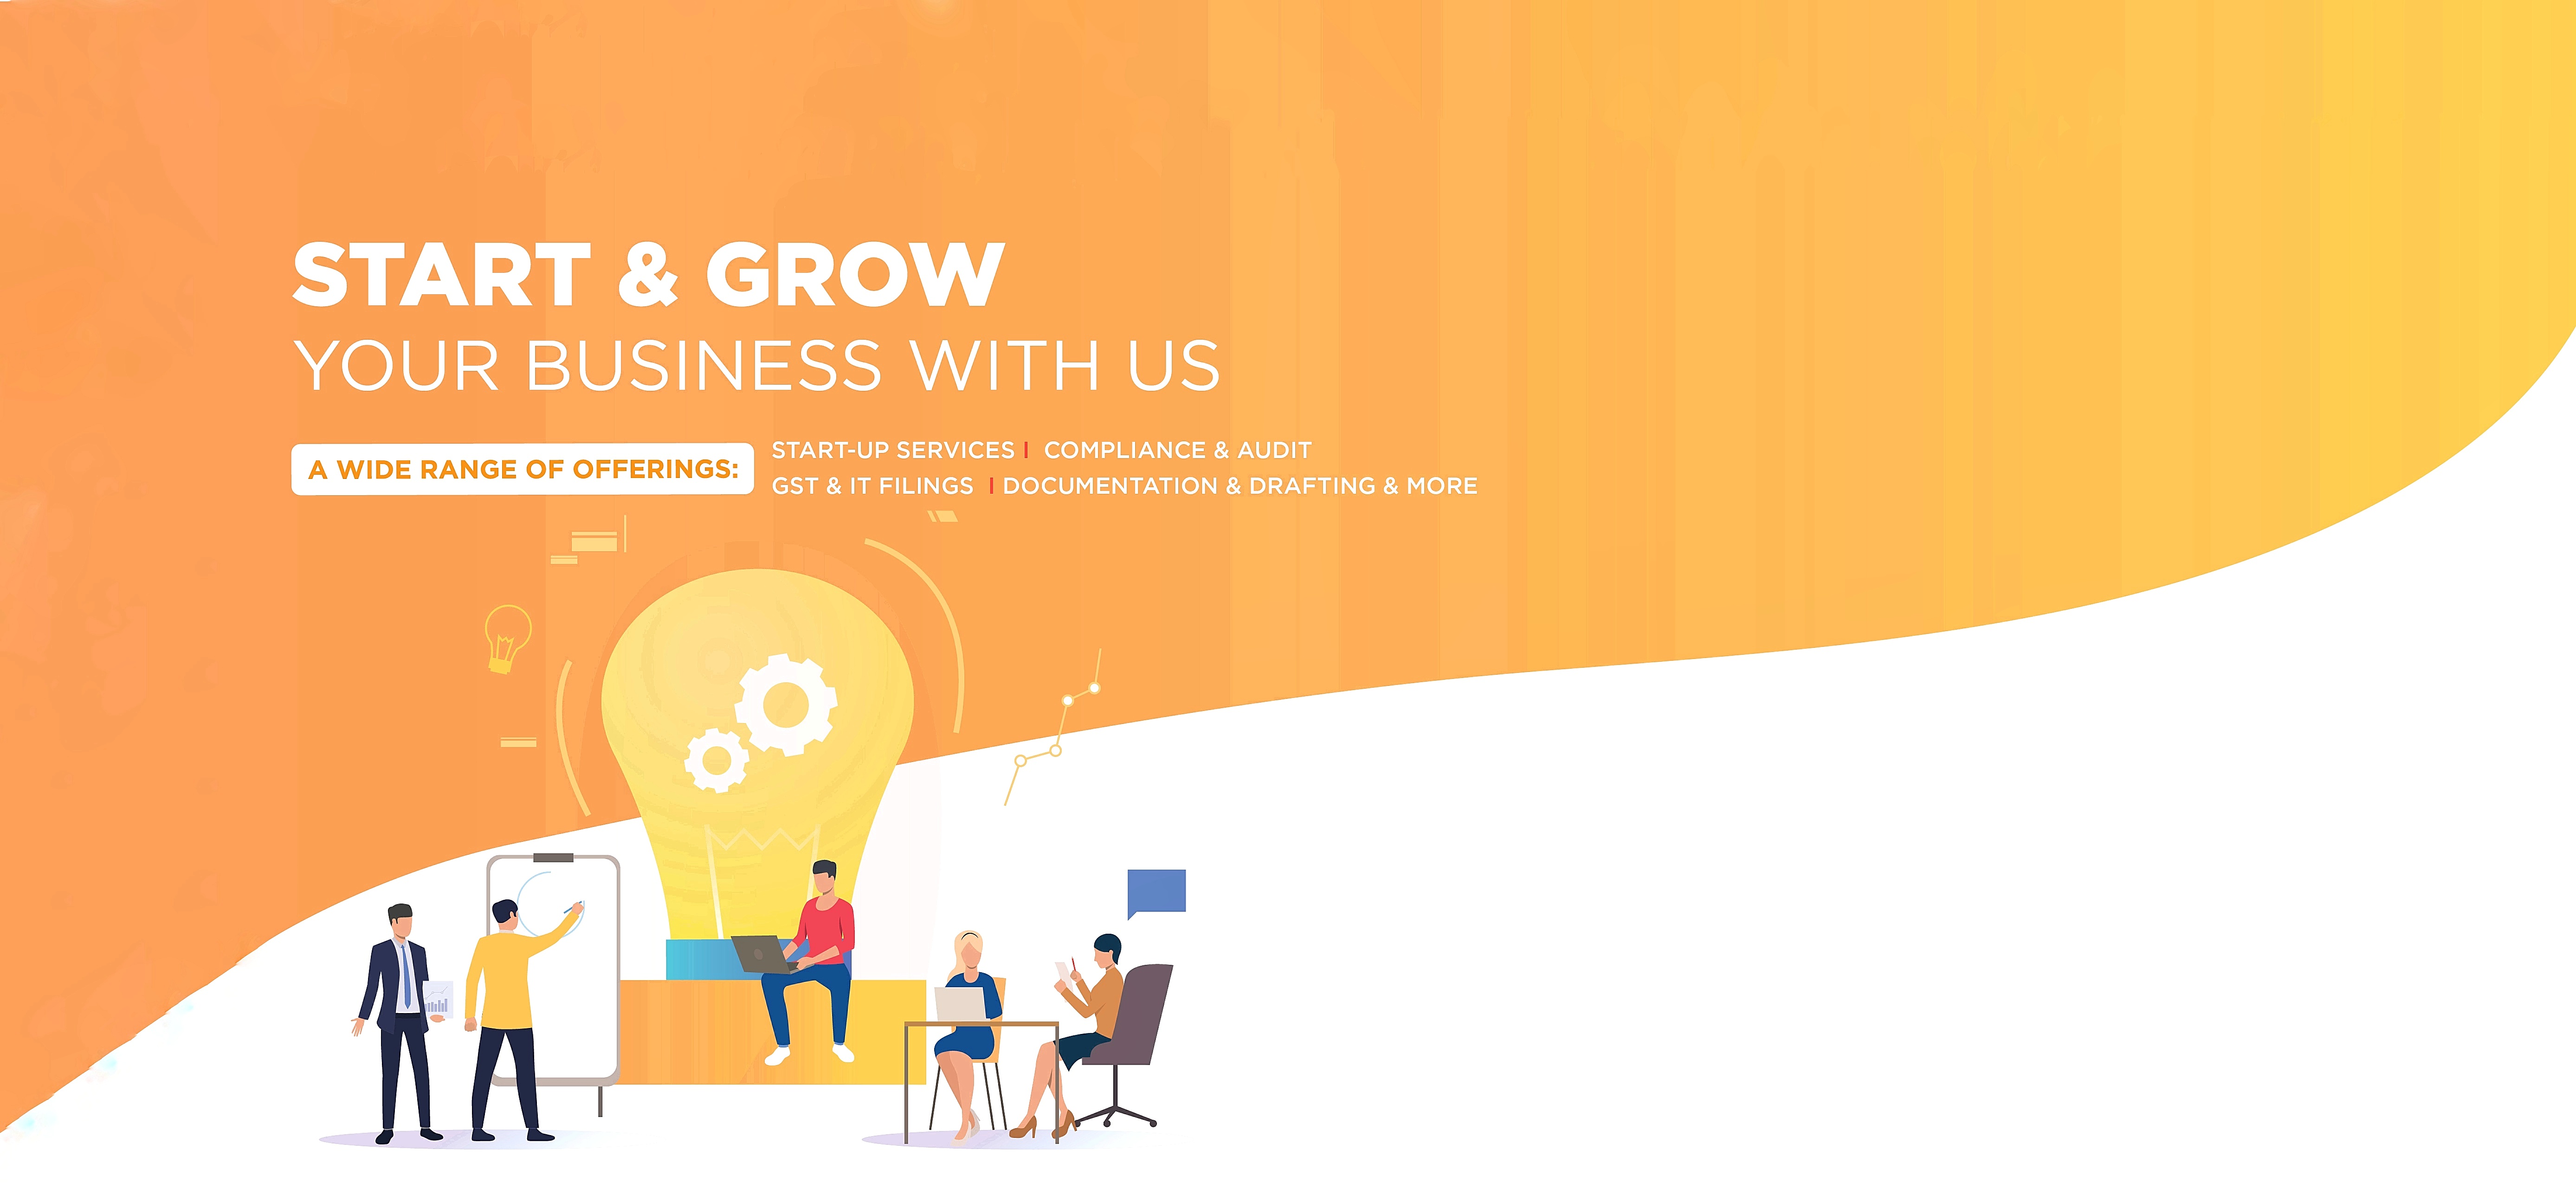 START & GROW
YOUR BUSINESS WITH US
A WIDE RANGE OF OFFERINGS:
START-UP SERVICES | COMPLIANCE & AUDIT
GST & IT FILINGS | DOCUMENTATION & DRAFTING & MORE